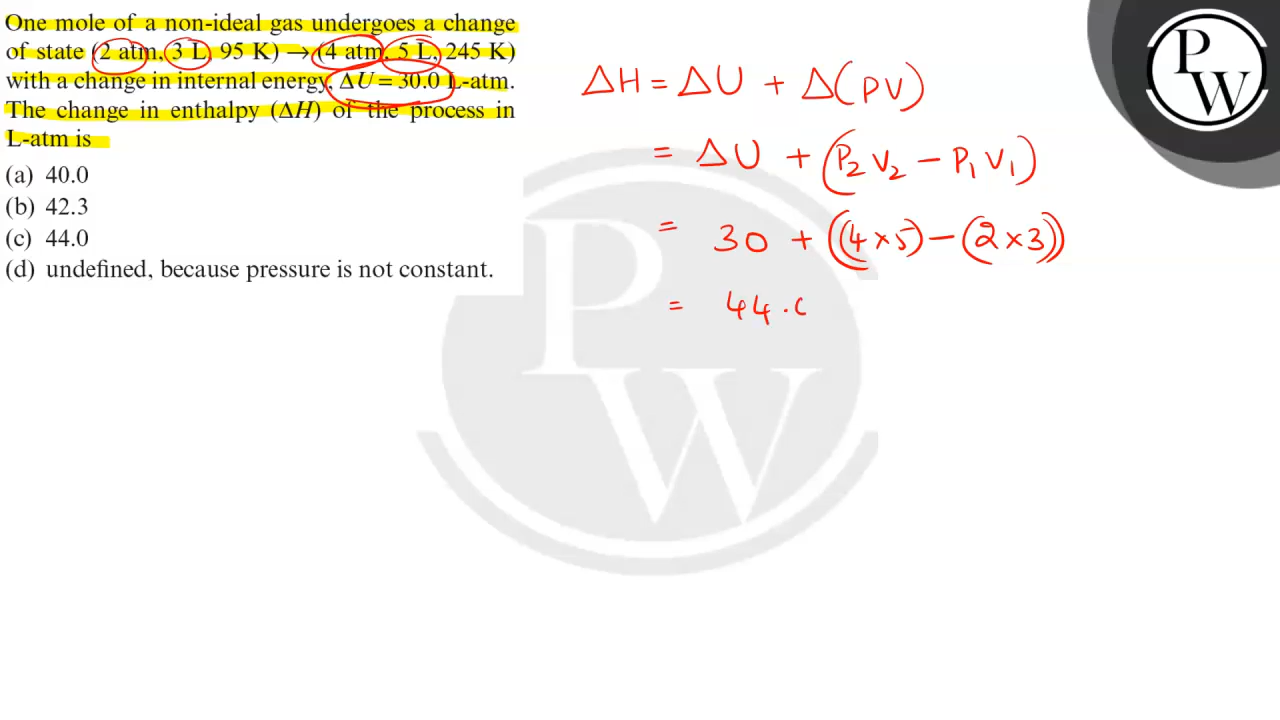 One mole of a non-ideal gas undergoes a change
of state (2 atm, 3 L, 95 K) → (4 atm, 5 L, 245 K)
with a change in internal energy, ΔU = 30.0 L-atm.
The change in enthalpy (ΔH) of the process in
L-atm is
(a) 40.0
(b) 42.3
(c) 44.0
(d) undefined, because pressure is not constant.
ΔH = ΔU + Δ(PV)
= ΔU + (P₂V₂ − P₁V₁)
= 30 + ((4×5) − (2×3))
= 44.0
P
W
P
W